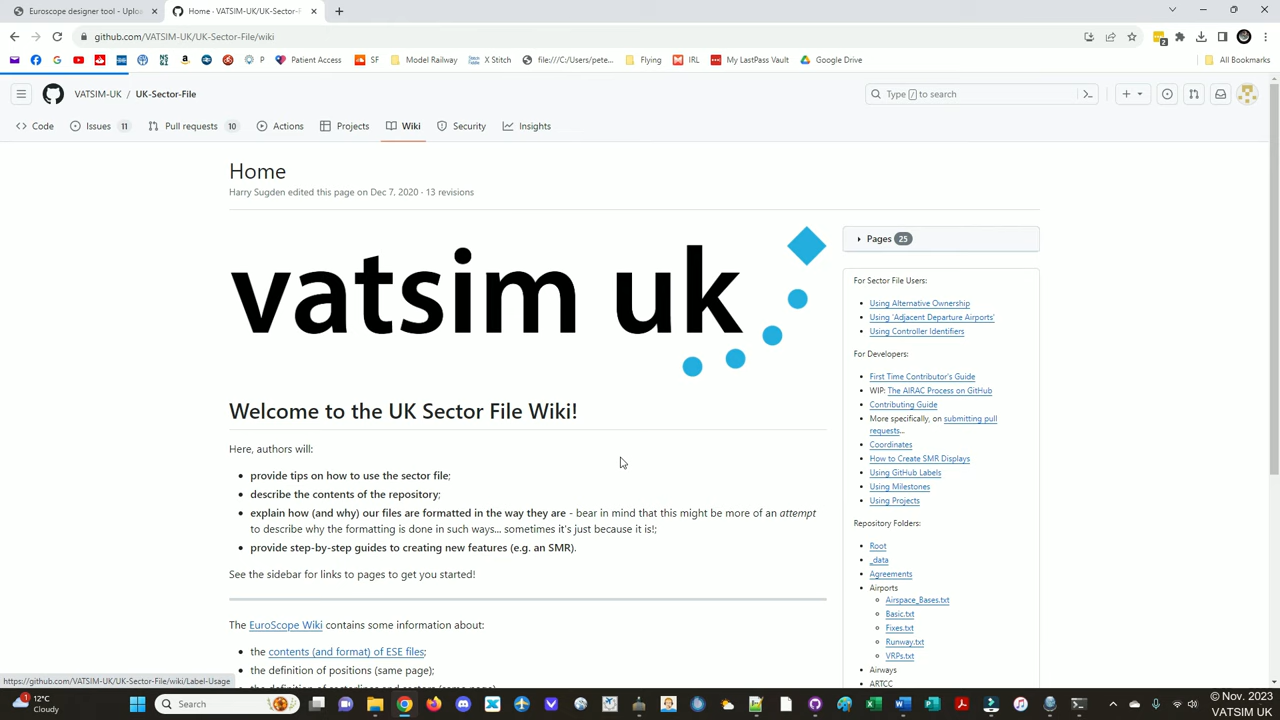 Euroscope designer tool - Uplo
Home · VATSIM-UK/UK-Sector-F
github.com/VATSIM-UK/UK-Sector-File/wiki
Patient Access
SF
Model Railway
X Stitch
file:///C:/Users/pete...
Flying
IRL
My LastPass Vault
Google Drive
All Bookmarks
VATSIM-UK / UK-Sector-File
Type / to search
Code
Issues 11
Pull requests 10
Actions
Projects
Wiki
Security
Insights
Home
Harry Sugden edited this page on Dec 7, 2020 · 13 revisions
vatsim uk
Welcome to the UK Sector File Wiki!
Here, authors will:
• provide tips on how to use the sector file;
• describe the contents of the repository;
• explain how (and why) our files are formatted in the way they are - bear in mind that this might be more of an attempt
to describe why the formatting is done in such ways... sometimes it's just because it is!;
• provide step-by-step guides to creating new features (e.g. an SMR).
See the sidebar for links to pages to get you started!
The EuroScope Wiki contains some information about:
• the contents (and format) of ESE files;
• the definition of positions (same page);
Pages 25
For Sector File Users:
• Using Alternative Ownership
• Using 'Adjacent Departure Airports'
• Using Controller Identifiers
For Developers:
• First Time Contributor's Guide
• WIP: The AIRAC Process on GitHub
• Contributing Guide
• More specifically, on submitting pull
requests...
• Coordinates
• How to Create SMR Displays
• Using GitHub Labels
• Using Milestones
• Using Projects
Repository Folders:
• Root
• _data
• Agreements
• Airports
Airspace_Bases.txt
Basic.txt
Fixes.txt
Runway.txt
VRPs.txt
• Airways
• ARTCC
https://github.com/VATSIM-UK/UK-Sector-File/wiki/Label-Usage
12°C
Cloudy
Search
© Nov. 2023
VATSIM UK